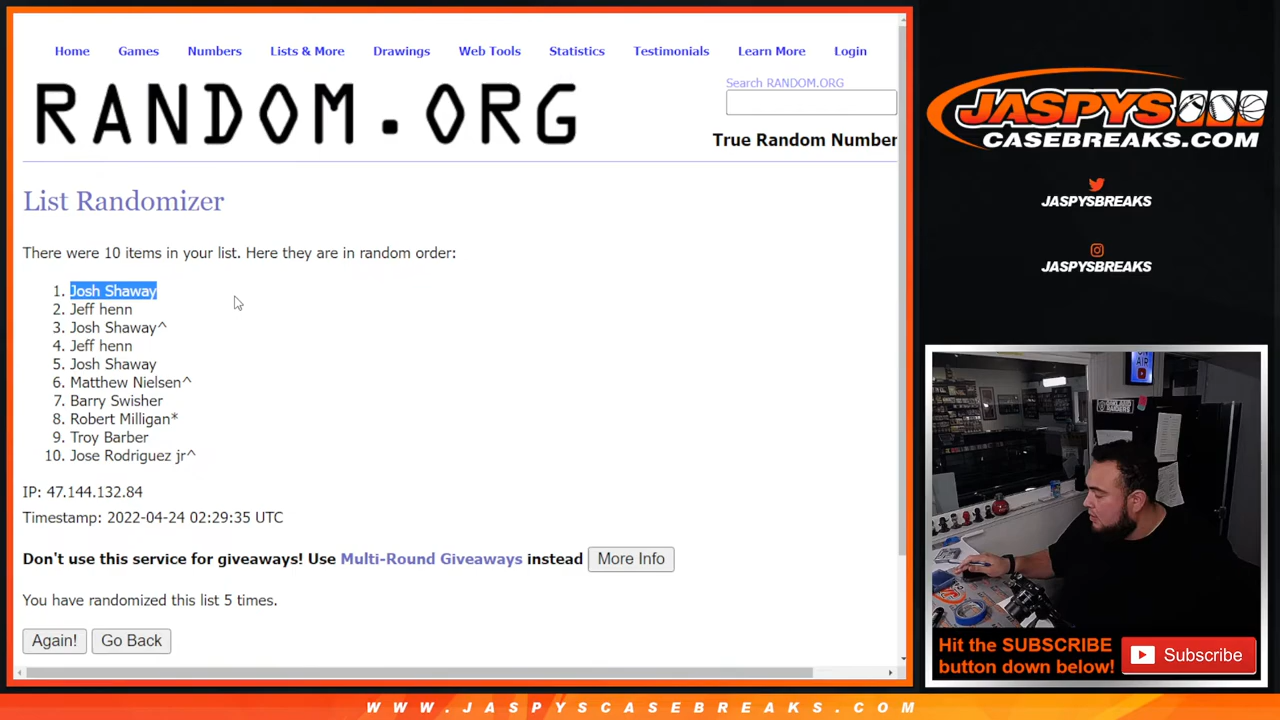 Home Games Numbers Lists & More Drawings Web Tools Statistics Testimonials Learn More Login
RANDOM.ORG
Search RANDOM.ORG
True Random Number
List Randomizer
There were 10 items in your list. Here they are in random order:
1. Josh Shaway
2. Jeff henn
3. Josh Shaway^
4. Jeff henn
5. Josh Shaway
6. Matthew Nielsen^
7. Barry Swisher
8. Robert Milligan*
9. Troy Barber
10. Jose Rodriguez jr^
IP: 47.144.132.84
Timestamp: 2022-04-24 02:29:35 UTC
Don't use this service for giveaways! Use Multi-Round Giveaways instead More Info
You have randomized this list 5 times.
Again! Go Back
JASPYS
CASEBREAKS.COM
JASPYSBREAKS
JASPYSBREAKS
AIR
RAIDERS
Hit the SUBSCRIBE
button down below!
Subscribe
WWW.JASPYSCASEBREAKS.COM